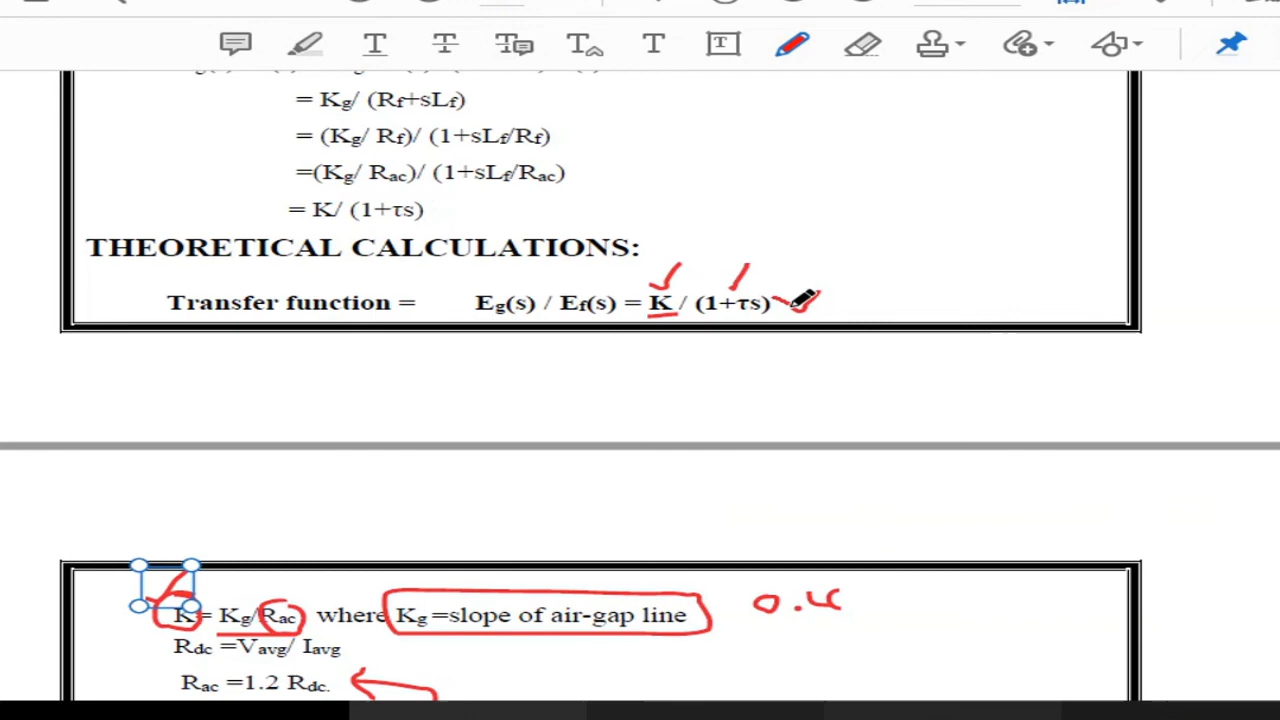 = Kg/ (Rf+sLf)
= (Kg/ Rf)/ (1+sLf/Rf)
=(Kg/ Rac)/ (1+sLf/Rac)
= K/ (1+τs)
THEORETICAL CALCULATIONS:
Transfer function = Eg(s) / Ef(s) = K / (1+τs)
K= Kg/Rac where Kg =slope of air-gap line
Rdc =Vavg/ Iavg
Rac =1.2 Rdc.